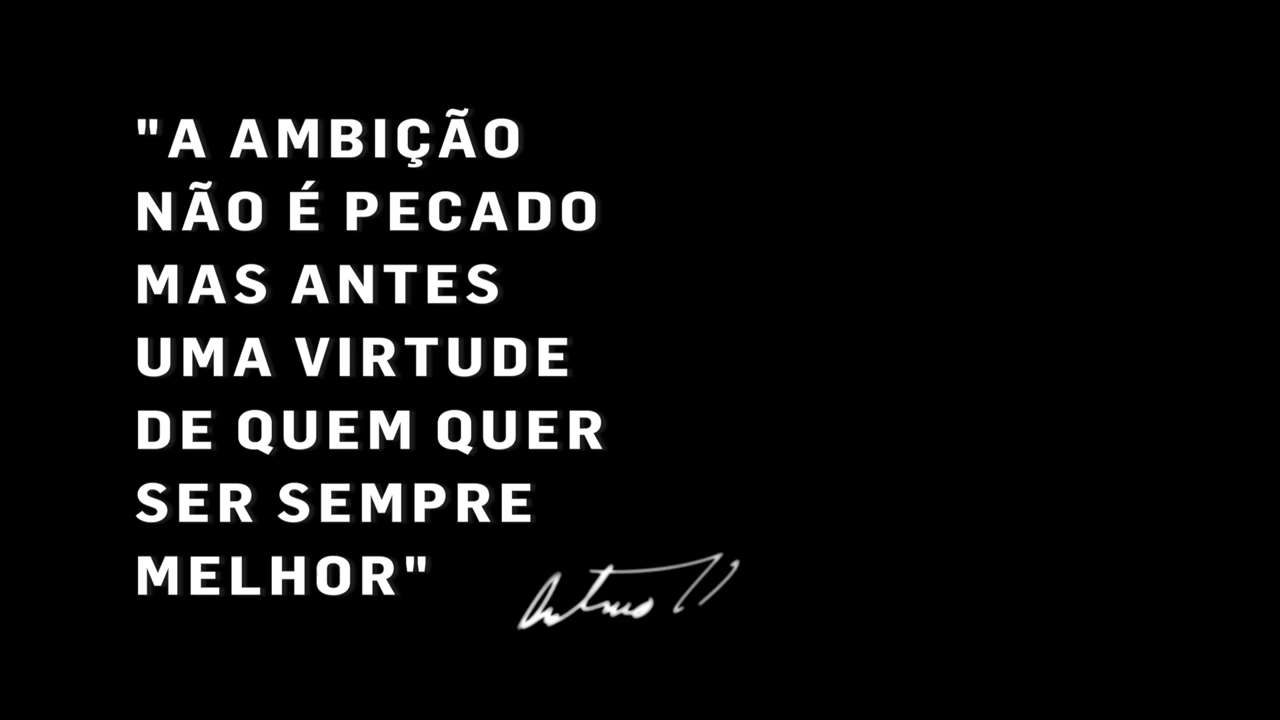 "A AMBIÇÃO
NÃO É PECADO
MAS ANTES
UMA VIRTUDE
DE QUEM QUER
SER SEMPRE
MELHOR"